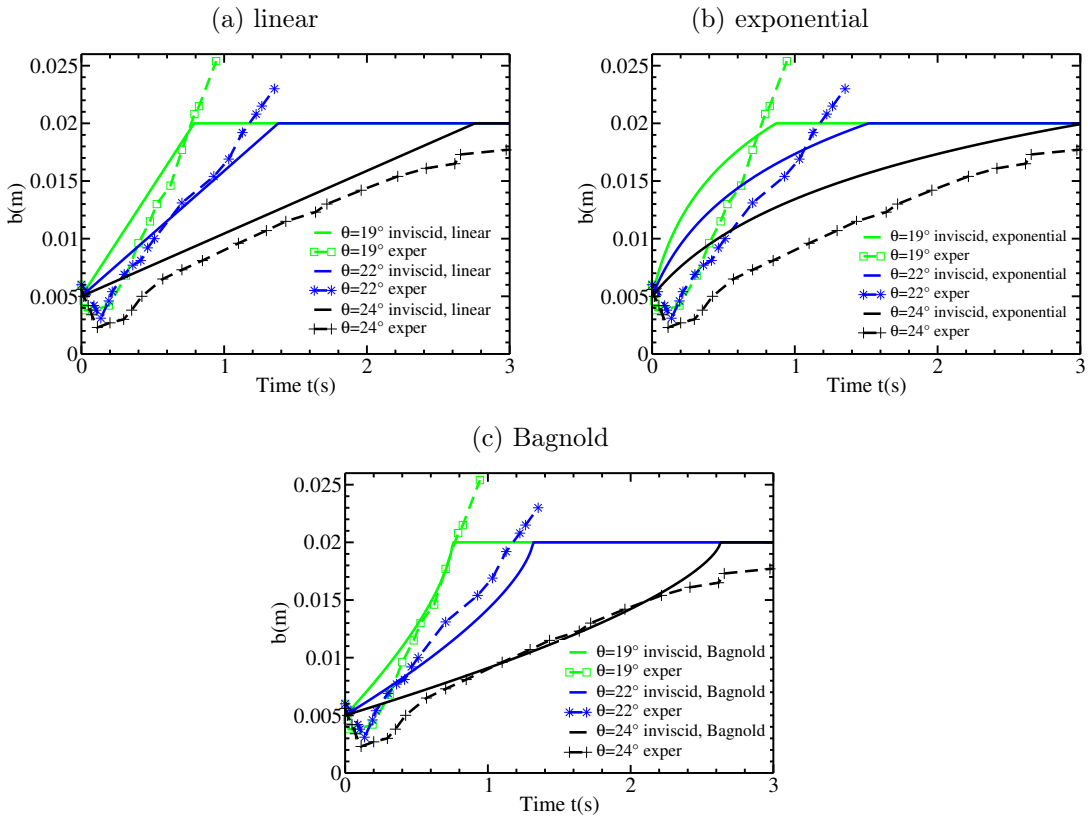 (a) linear
0.025
0.02
0.015
0.01
0.005
0
b(m)
θ=19° inviscid, linear
θ=19° exper
θ=22° inviscid, linear
θ=22° exper
θ=24° inviscid, linear
θ=24° exper
0 1 2 3
Time t(s)
(b) exponential
0.025
0.02
0.015
0.01
0.005
0
b(m)
θ=19° inviscid, exponential
θ=19° exper
θ=22° inviscid, exponential
θ=22° exper
θ=24° inviscid, exponential
θ=24° exper
0 1 2 3
Time t(s)
(c) Bagnold
0.025
0.02
0.015
0.01
0.005
0
b(m)
θ=19° inviscid, Bagnold
θ=19° exper
θ=22° inviscid, Bagnold
θ=22° exper
θ=24° inviscid, Bagnold
θ=24° exper
0 1 2 3
Time t(s)